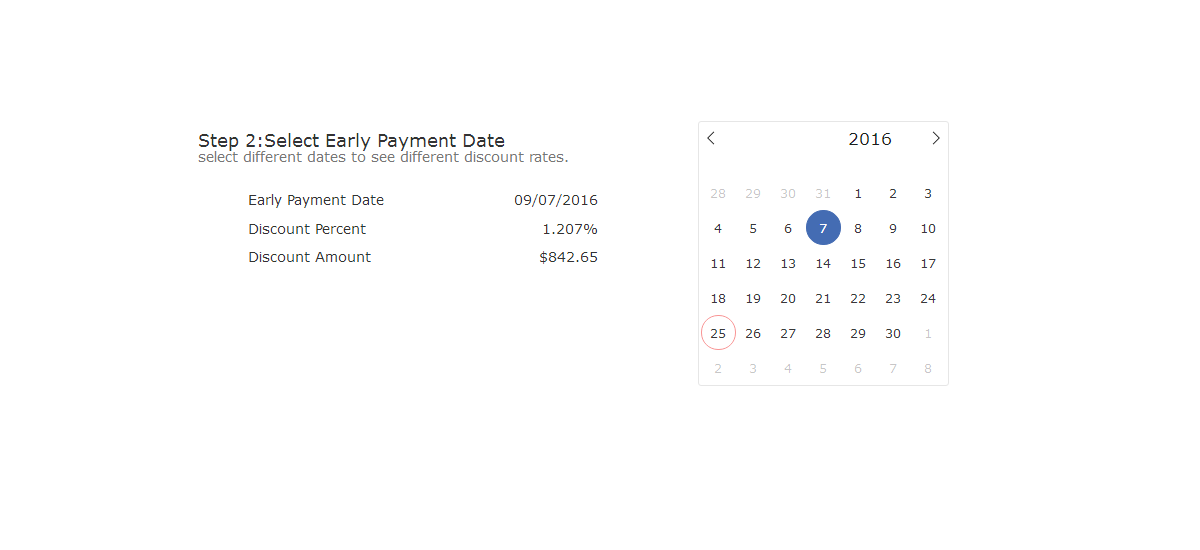 Step 2:Select Early Payment Date
select different dates to see different discount rates.
Early Payment Date 09/07/2016
Discount Percent 1.207%
Discount Amount $842.65
2016
28 29 30 31 1 2 3
4 5 6 7 8 9 10
11 12 13 14 15 16 17
18 19 20 21 22 23 24
25 26 27 28 29 30 1
2 3 4 5 6 7 8